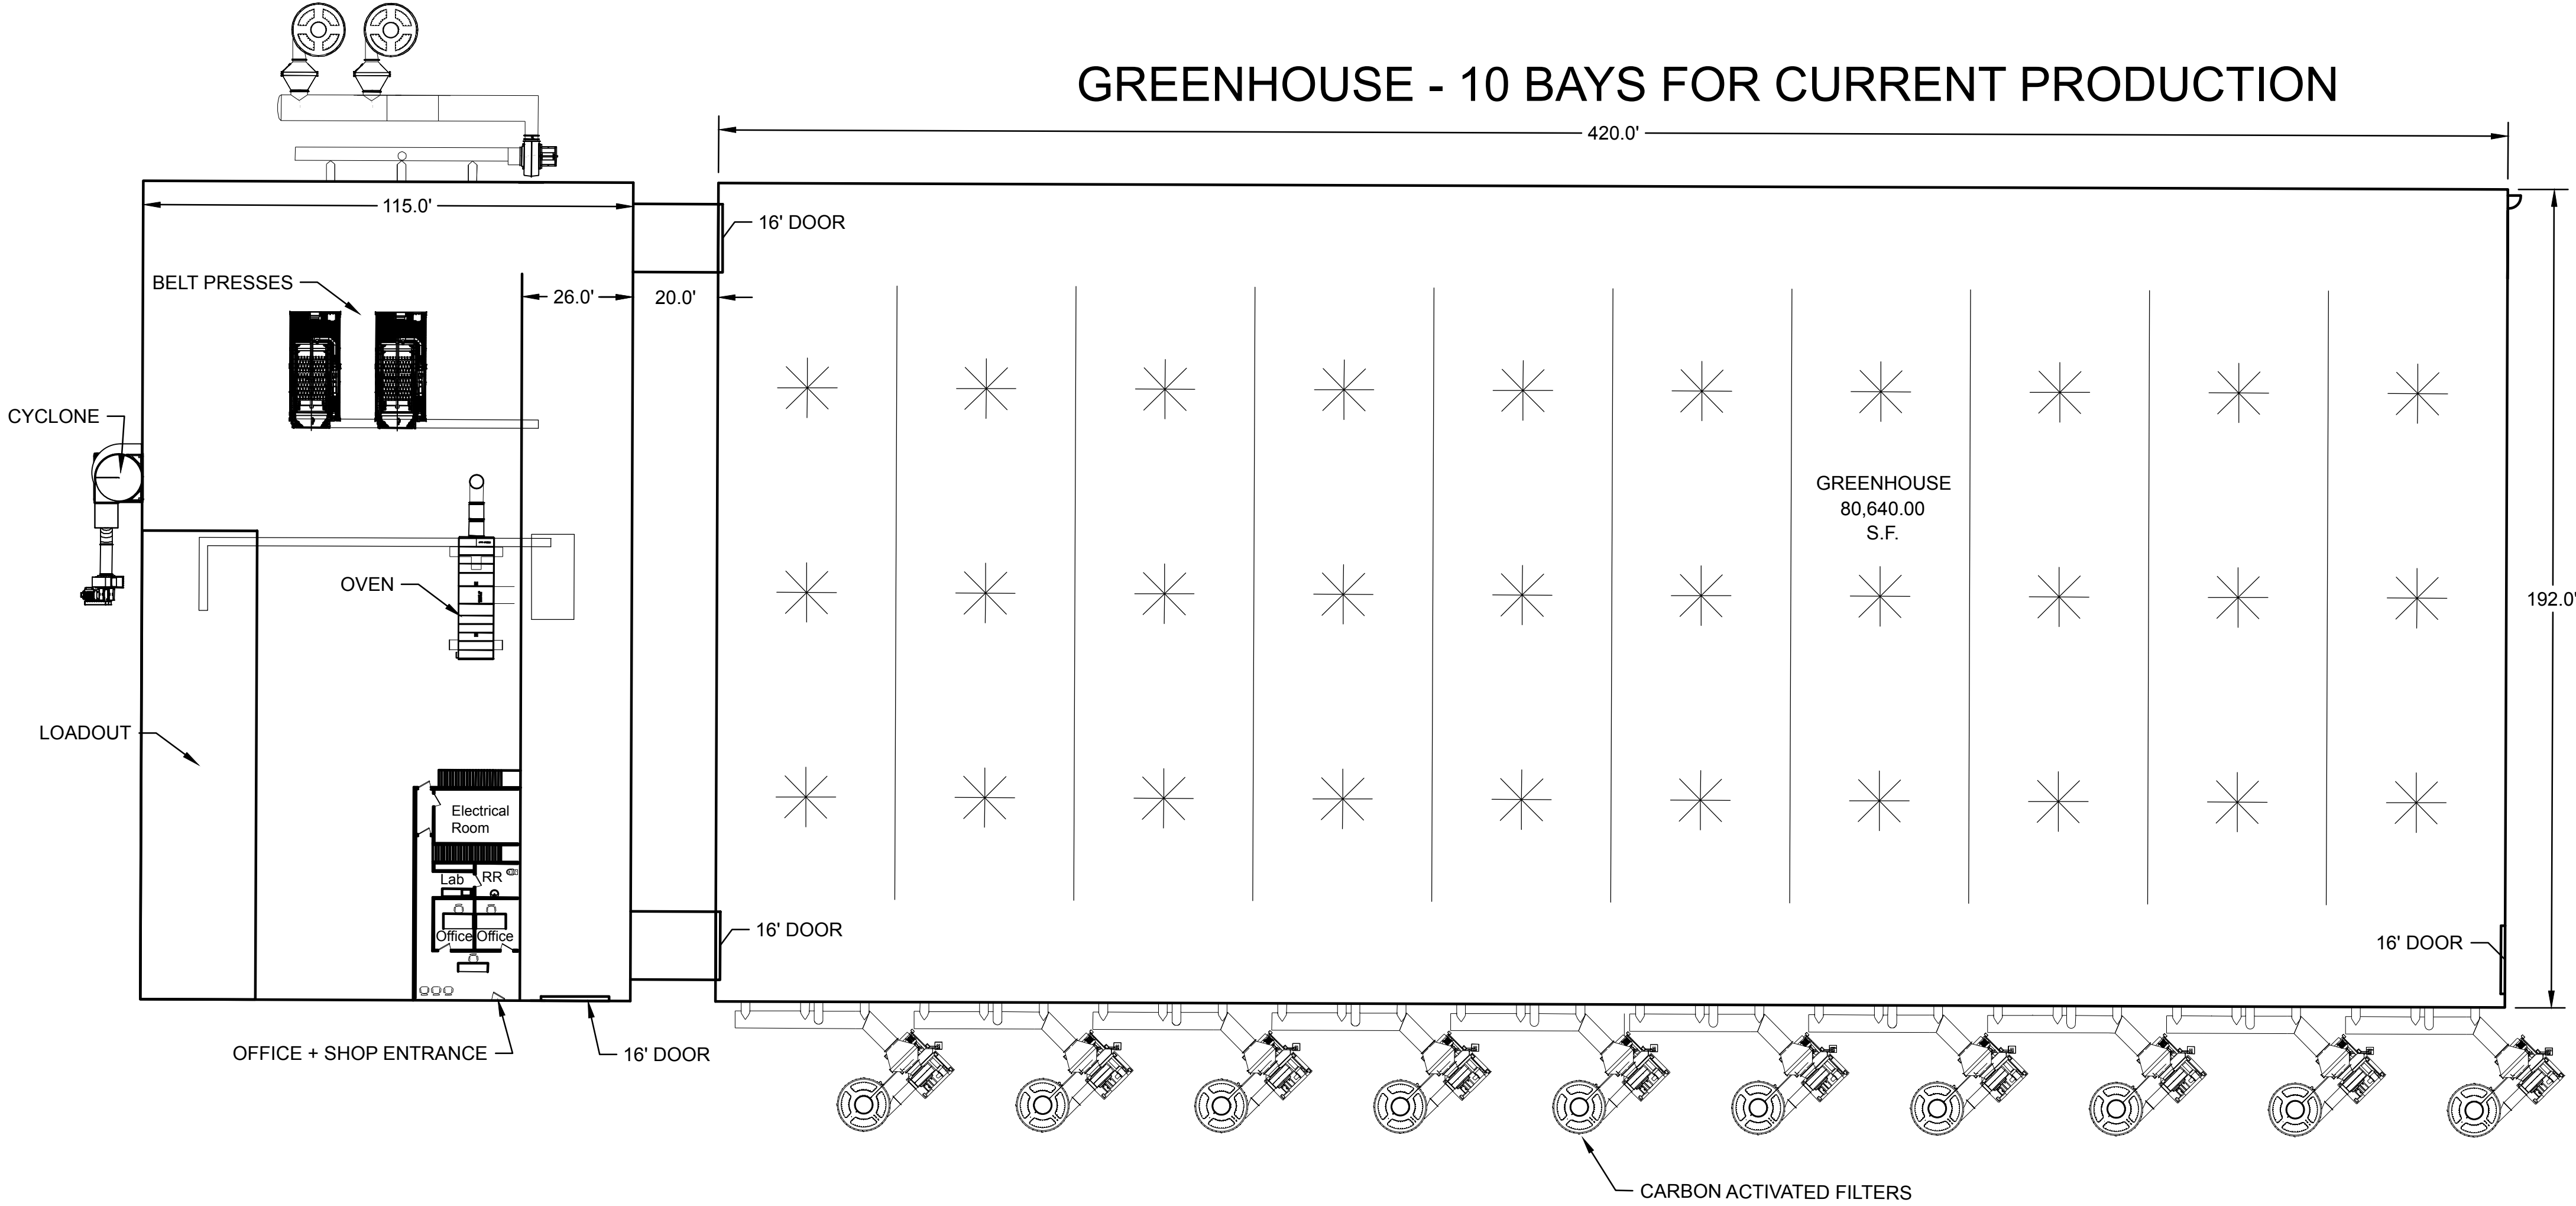 GREENHOUSE - 10 BAYS FOR CURRENT PRODUCTION
420.0'
115.0'
16' DOOR
BELT PRESSES
26.0'
20.0'
CYCLONE
GREENHOUSE
80,640.00
S.F.
OVEN
192.0'
LOADOUT
Electrical
Room
Lab
RR
Office
Office
16' DOOR
16' DOOR
OFFICE + SHOP ENTRANCE
16' DOOR
CARBON ACTIVATED FILTERS